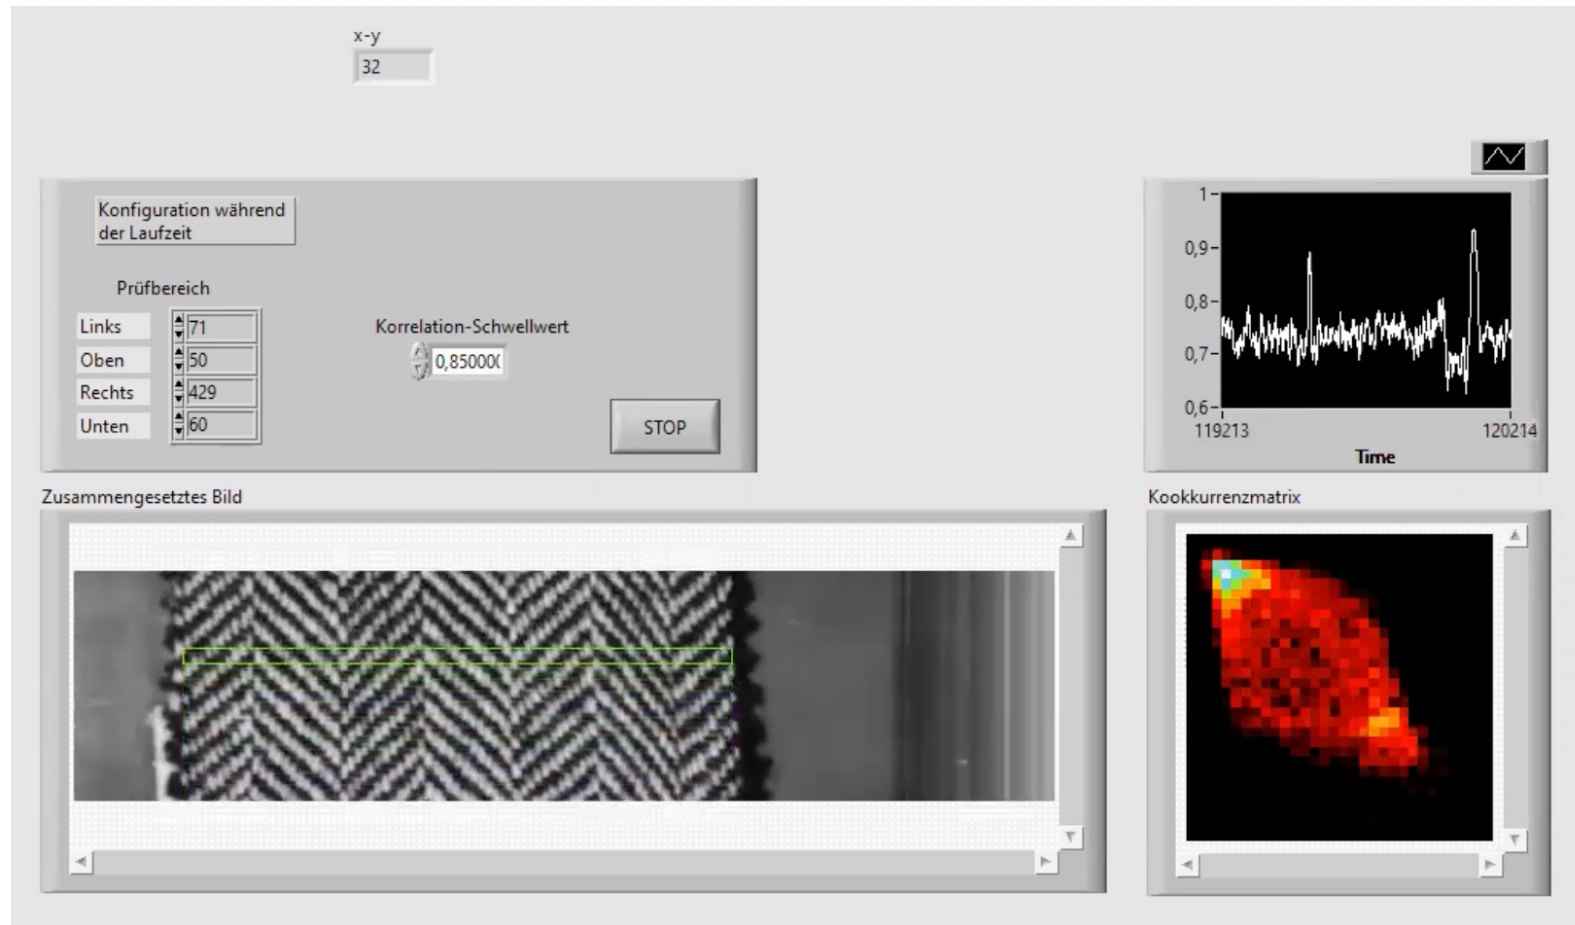 x-y
32
Konfiguration während
der Laufzeit
Prüfbereich
Links
71
Oben
50
Rechts
429
Unten
60
Korrelation-Schwellwert
0,850000
STOP
1
0,9
0,8
0,7
0,6
119213
120214
Time
Zusammengesetztes Bild
Kookkurrenzmatrix